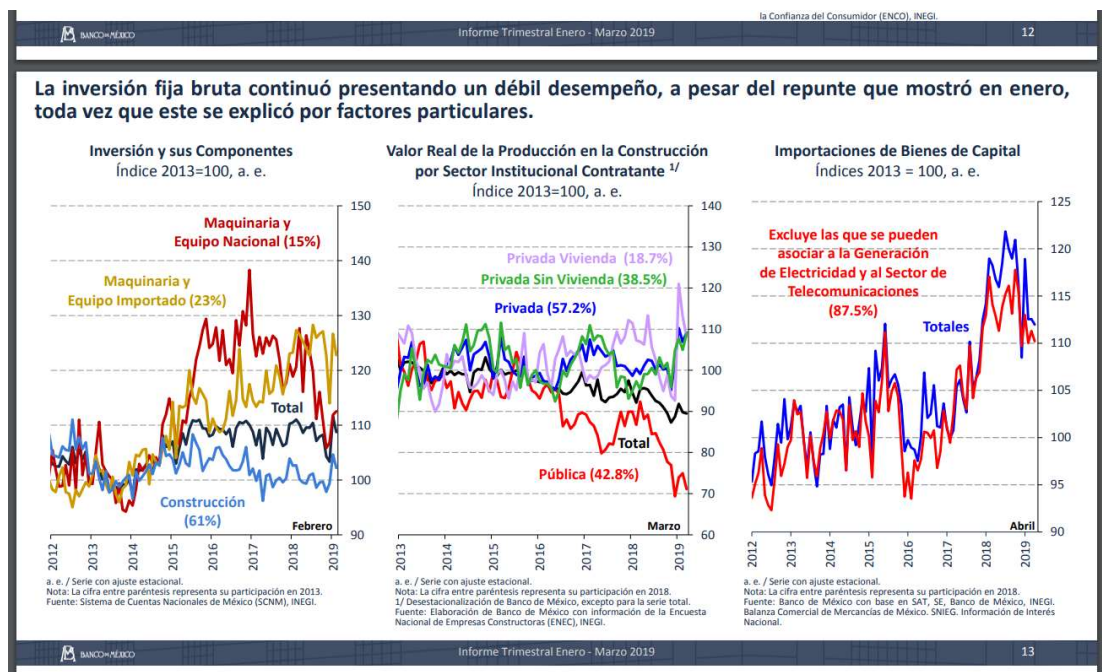 la Confianza del Consumidor (ENCO), INEGI.
BANCO DE MÉXICO
Informe Trimestral Enero - Marzo 2019
12
La inversión fija bruta continuó presentando un débil desempeño, a pesar del repunte que mostró en enero,
toda vez que este se explicó por factores particulares.
Inversión y sus Componentes
Índice 2013=100, a. e.
150
140
130
120
110
100
90
Maquinaria y
Equipo Nacional (15%)
Maquinaria y
Equipo Importado (23%)
Total
Construcción
(61%)
Febrero
2012
2013
2014
2015
2016
2017
2018
2019
a. e. / Serie con ajuste estacional.
Nota: La cifra entre paréntesis representa su participación en 2013.
Fuente: Sistema de Cuentas Nacionales de México (SCNM), INEGI.
Valor Real de la Producción en la Construcción
por Sector Institucional Contratante 1/
Índice 2013=100, a. e.
140
130
120
110
100
90
80
70
60
Privada Vivienda (18.7%)
Privada Sin Vivienda (38.5%)
Privada (57.2%)
Total
Pública (42.8%)
Marzo
2013
2014
2015
2016
2017
2018
2019
a. e. / Serie con ajuste estacional.
Nota: La cifra entre paréntesis representa su participación en 2018.
1/ Desestacionalización de Banco de México, excepto para la serie total.
Fuente: Elaboración de Banco de México con información de la Encuesta
Nacional de Empresas Constructoras (ENEC), INEGI.
Importaciones de Bienes de Capital
Índices 2013 = 100, a. e.
125
120
115
110
105
100
95
90
Excluye las que se pueden
asociar a la Generación
de Electricidad y al Sector de
Telecomunicaciones
(87.5%)
Totales
Abril
2012
2013
2014
2015
2016
2017
2018
2019
a. e. / Serie con ajuste estacional.
Nota: La cifra entre paréntesis representa su participación en 2018.
Fuente: Banco de México con base en SAT, SE, Banco de México, INEGI.
Balanza Comercial de Mercancías de México. SNIEG. Información de Interés
Nacional.
BANCO DE MÉXICO
Informe Trimestral Enero - Marzo 2019
13